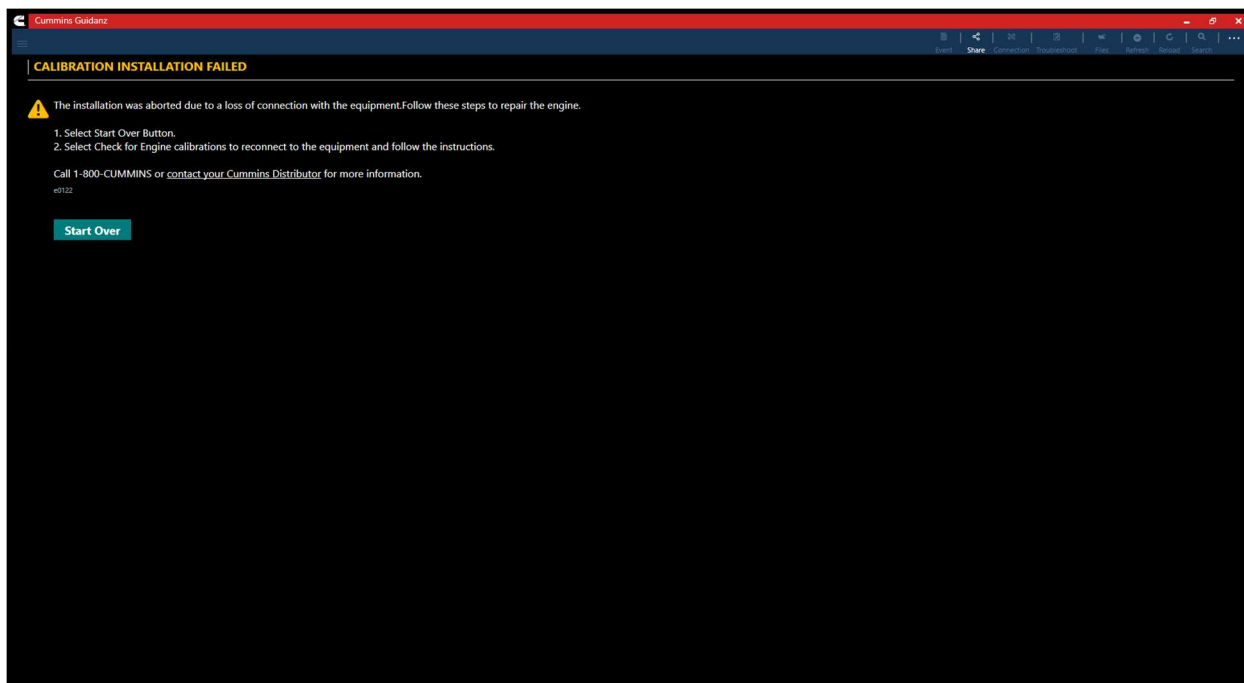 Cummins Guidanz
Event Share Connection Troubleshoot Files Refresh Reload Search
CALIBRATION INSTALLATION FAILED
The installation was aborted due to a loss of connection with the equipment.Follow these steps to repair the engine.
1. Select Start Over Button.
2. Select Check for Engine calibrations to reconnect to the equipment and follow the instructions.
Call 1-800-CUMMINS or contact your Cummins Distributor for more information.
e0122
Start Over